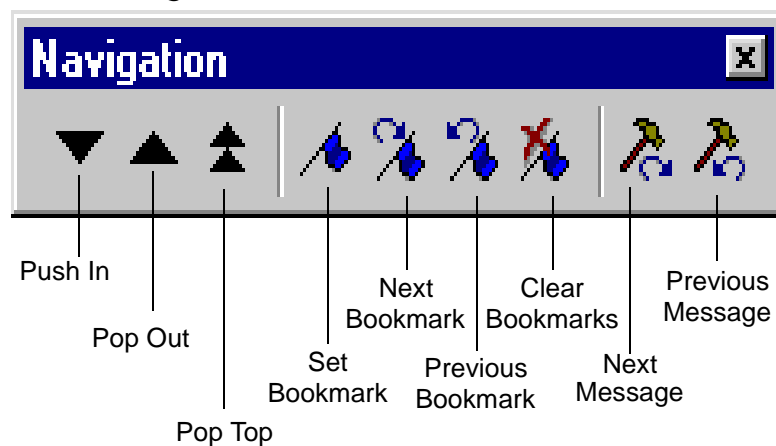 Navigation
Push In
Pop Out
Pop Top
Set
Bookmark
Next
Bookmark
Previous
Bookmark
Clear
Bookmarks
Next
Message
Previous
Message